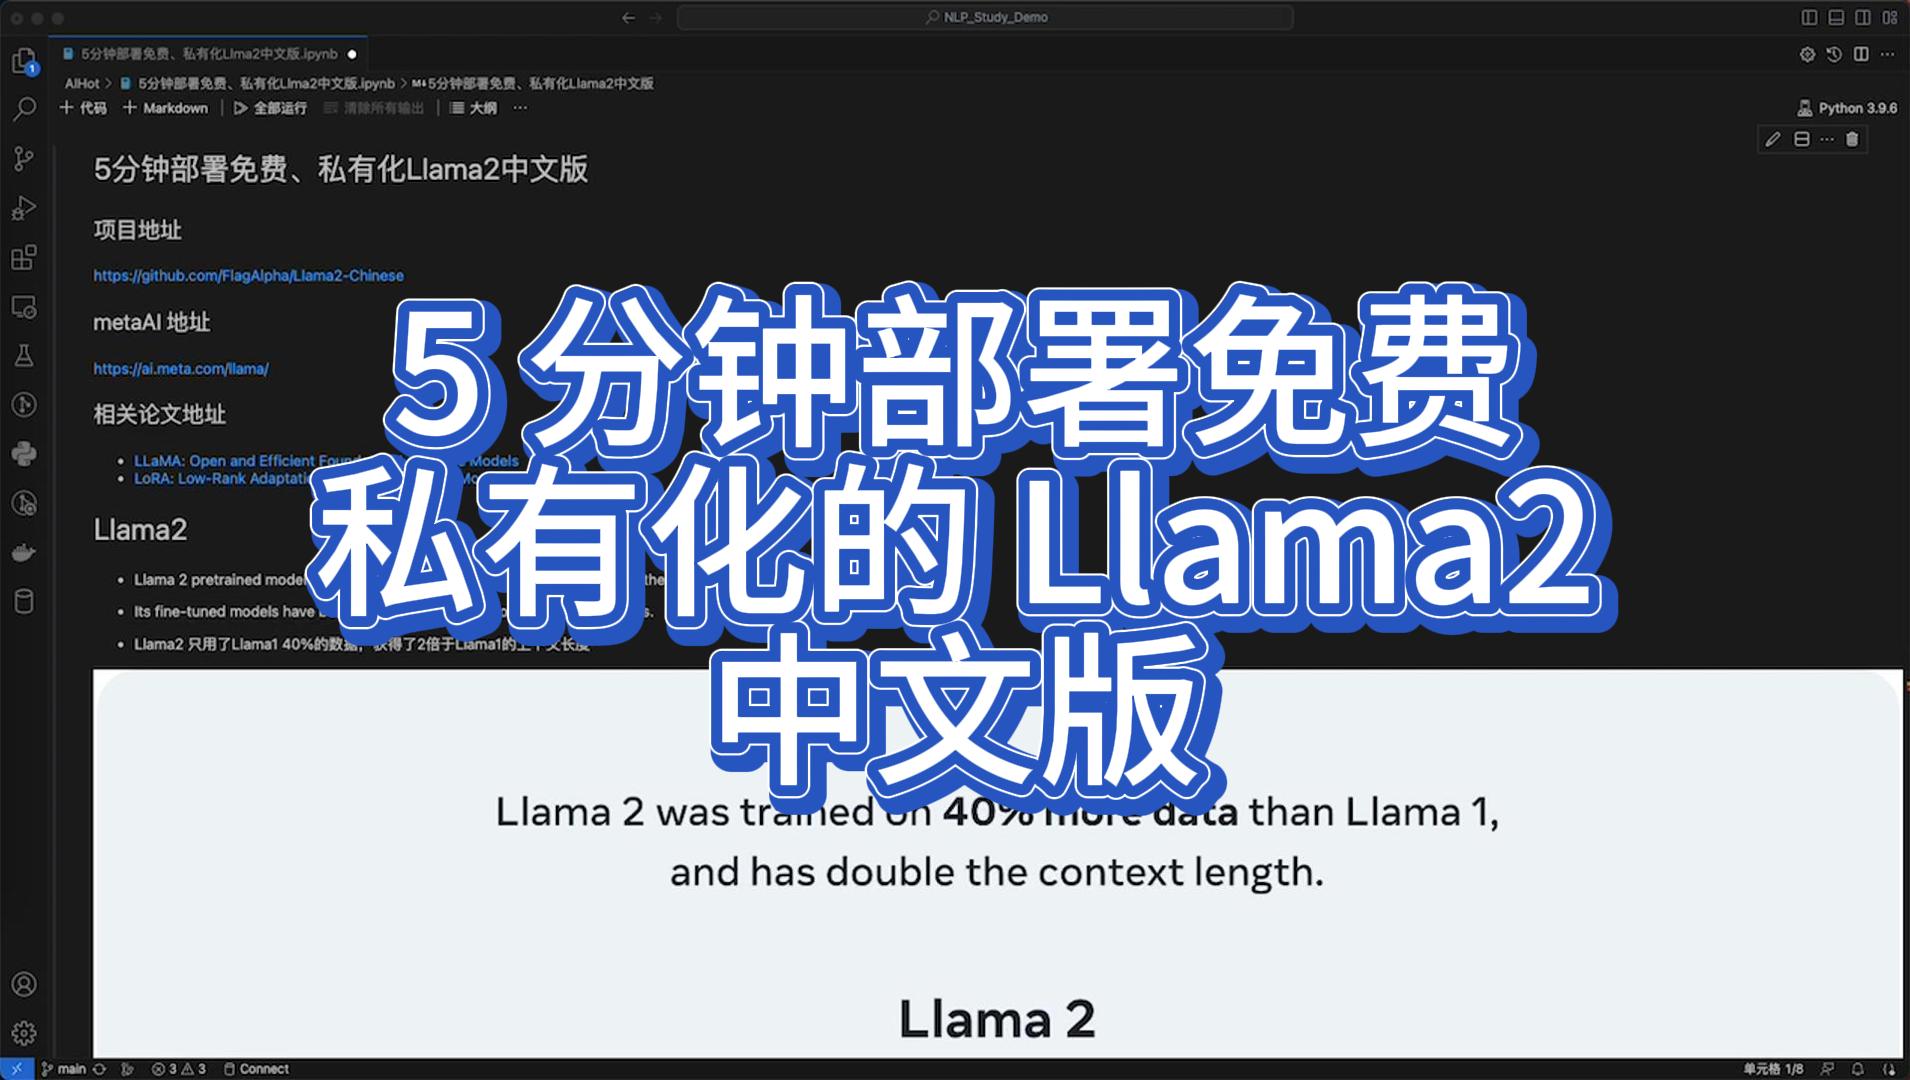 NLP_Study_Demo
5分钟部署免费、私有化Llma2中文版.ipynb
1
AIHot > 5分钟部署免费、私有化Llma2中文版.ipynb > M↓5分钟部署免费、私有化Llama2中文版
代码 Markdown 全部运行 清除所有输出 大纲
Python 3.9.6
5分钟部署免费、私有化Llama2中文版
项目地址
https://github.com/FlagAlpha/Llama2-Chinese
metaAI 地址
https://ai.meta.com/llama/
相关论文地址
LLaMA: Open and Efficient Models
LoRA: Low-Rank
5 分钟部署免费
私有化的 Llama2
中文版
Llama2
Llama 2 pretrained the
Its fine-tuned models have
Llama2 只用了Llama1 40%的数据，获得了2倍于Llama1的上下文长度
Llama 2 was trained on 40% more data than Llama 1,
and has double the context length.
Llama 2
main 3 3 Connect
单元格 1/8